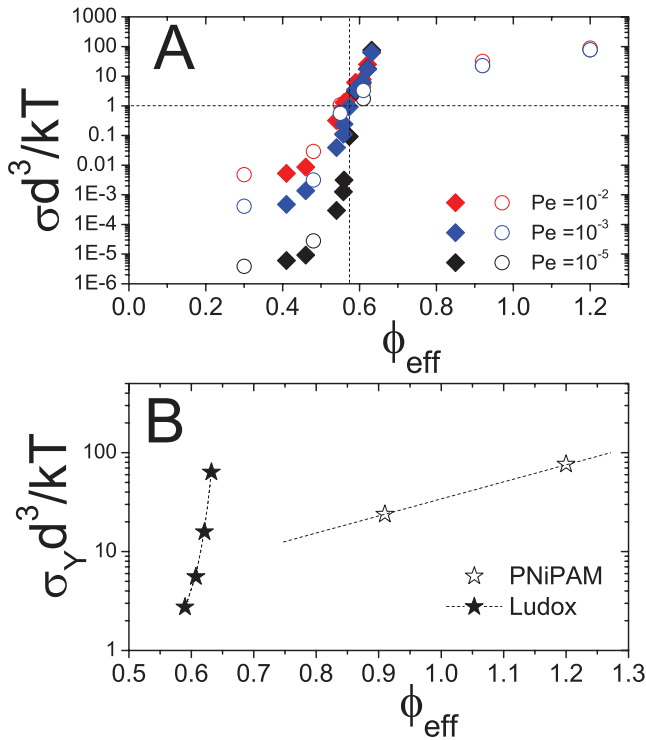 A
100
10
1
0.1
0.01
1E-3
1E-4
1E-5
1E-6
σd³/kT
Pe =10⁻²
Pe =10⁻³
Pe =10⁻⁵
0.0 0.2 0.4 0.6 0.8 1.0 1.2
ϕeff
B
100
10
1
σYd³/kT
PNiPAM
Ludox
0.5 0.6 0.7 0.8 0.9 1.0 1.1 1.2 1.3
ϕeff